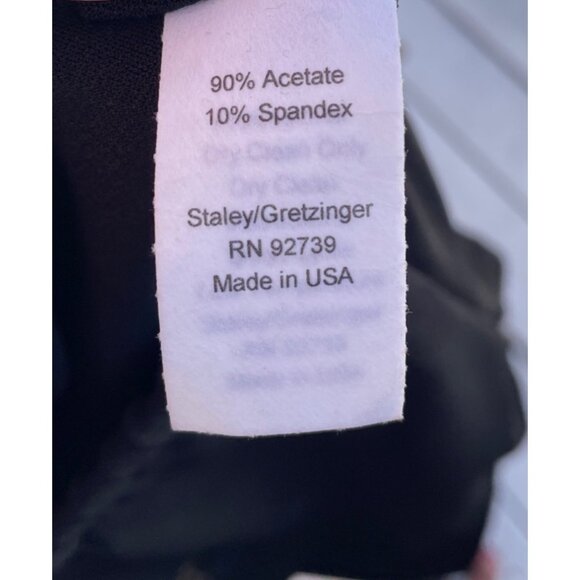 90% Acetate
10% Spandex
Dry Clean Only
Dry Clean
Staley/Gretzinger
RN 92739
Made in USA